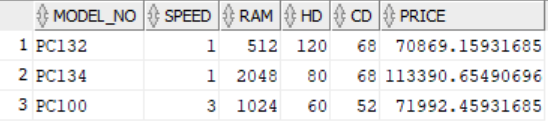 MODEL_NO SPEED RAM HD CD PRICE
1 PC132 1 512 120 68 70869.15931685
2 PC134 1 2048 80 68 113390.65490696
3 PC100 3 1024 60 52 71992.45931685